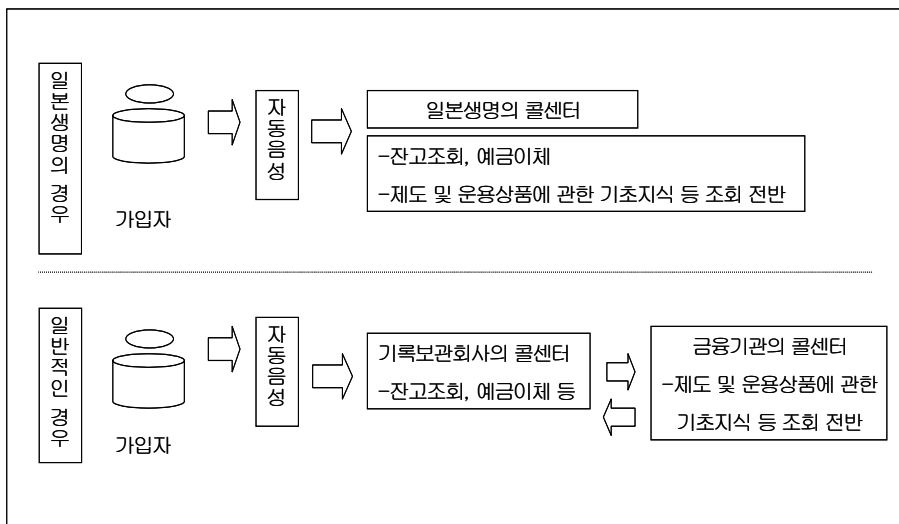 일본생명의 경우
가입자
자동음성
일본생명의 콜센터
-잔고조회, 예금이체
-제도 및 운용상품에 관한 기초지식 등 조회 전반
일반적인 경우
가입자
자동음성
기록보관회사의 콜센터
-잔고조회, 예금이체 등
금융기관의 콜센터
-제도 및 운용상품에 관한
기초지식 등 조회 전반